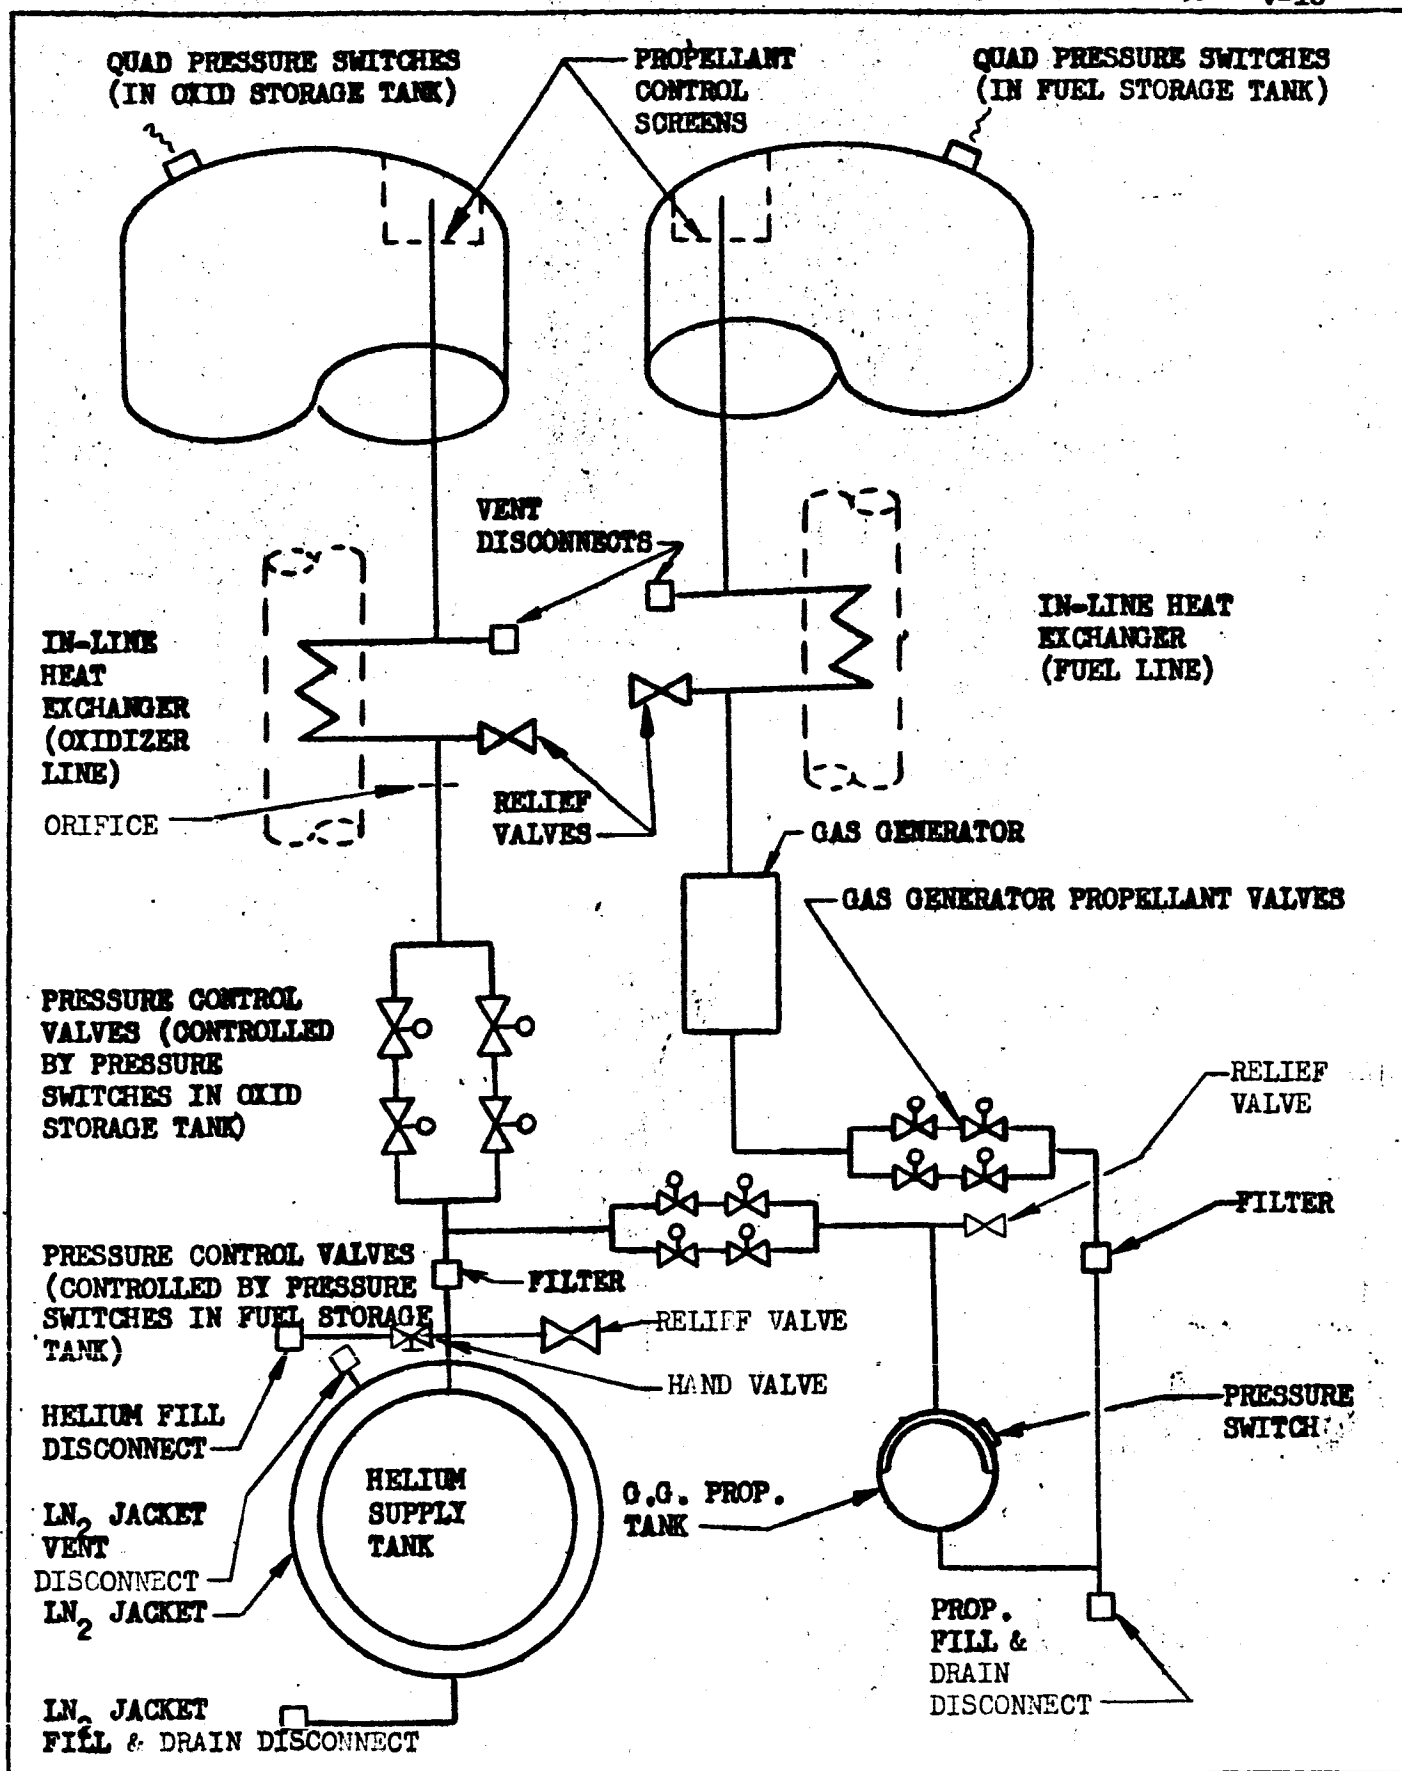 QUAD PRESSURE SWITCHES
(IN OXID STORAGE TANK)
PROPELLANT
CONTROL
SCREENS
QUAD PRESSURE SWITCHES
(IN FUEL STORAGE TANK)
VENT
DISCONNECTS
IN-LINE
HEAT
EXCHANGER
(OXIDIZER
LINE)
IN-LINE HEAT
EXCHANGER
(FUEL LINE)
ORIFICE
RELIEF
VALVES
GAS GENERATOR
GAS GENERATOR PROPELLANT VALVES
PRESSURE CONTROL
VALVES (CONTROLLED
BY PRESSURE
SWITCHES IN OXID
STORAGE TANK)
RELIEF
VALVE
FILTER
PRESSURE CONTROL VALVES
(CONTROLLED BY PRESSURE
SWITCHES IN FUEL STORAGE
TANK)
FILTER
RELIEF VALVE
HAND VALVE
HELIUM FILL
DISCONNECT
PRESSURE
SWITCH
HELIUM
SUPPLY
TANK
G.G. PROP.
TANK
LN2 JACKET
VENT
DISCONNECT
LN2 JACKET
PROP.
FILL &
DRAIN
DISCONNECT
LN2 JACKET
FILL & DRAIN DISCONNECT